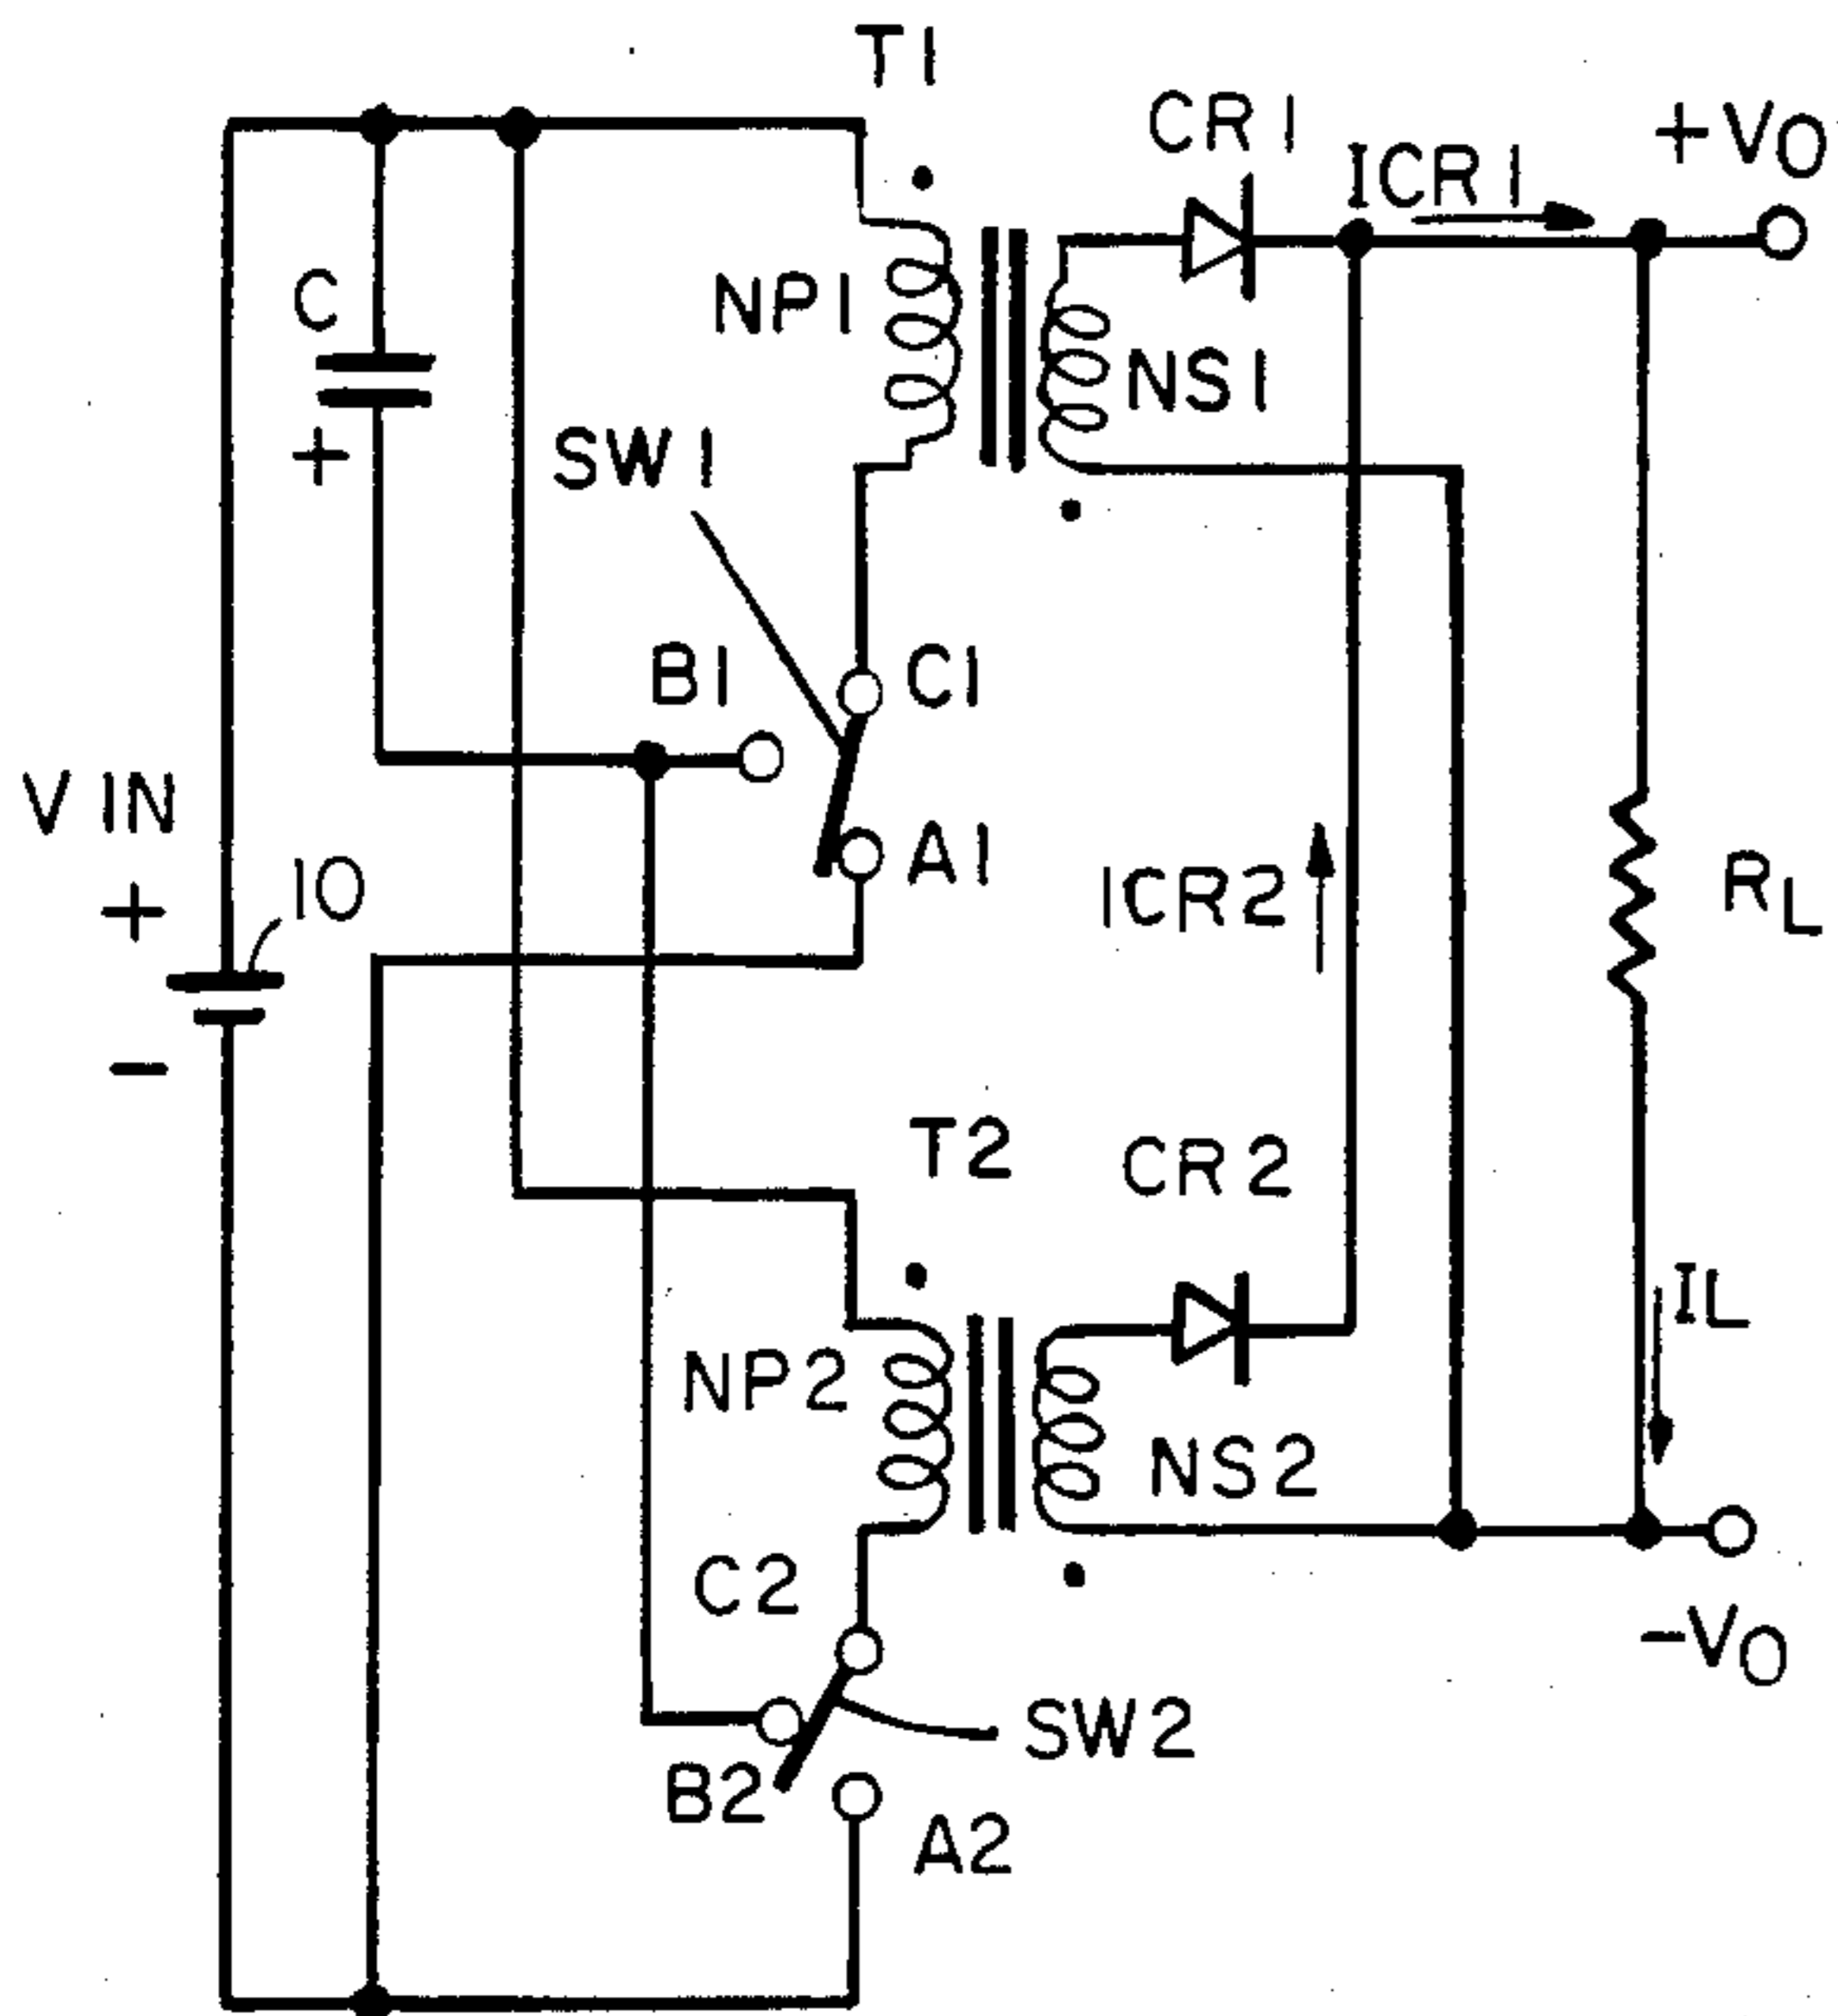 T1
CR1
ICR1
+VO
C
+
NP1
NS1
SW1
B1
C1
VIN
+
10
A1
ICR2
RL
-
T2
CR2
IL
NP2
NS2
C2
-VO
SW2
B2
A2